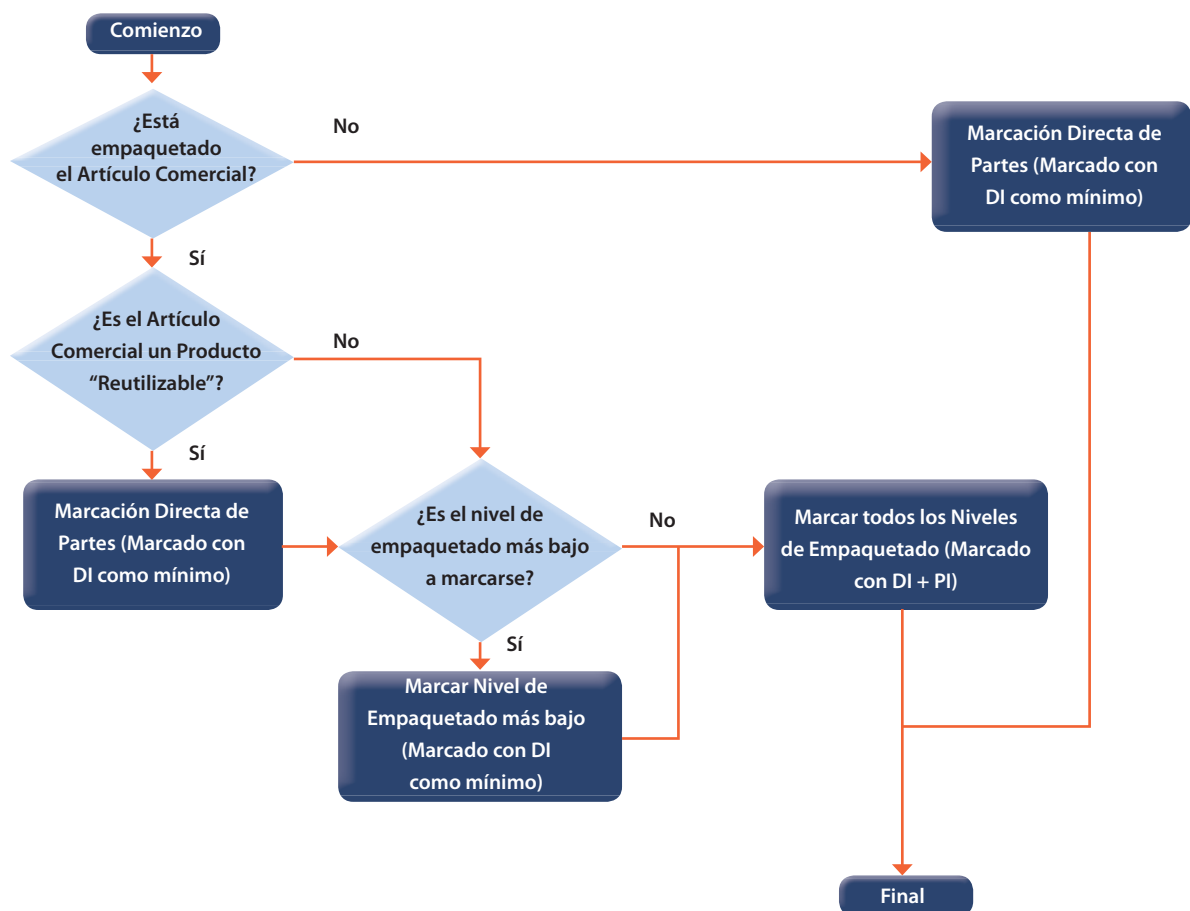 Comienzo
¿Está
empaquetado
el Artículo Comercial?
No
Marcación Directa de
Partes (Marcado con
DI como mínimo)
Sí
¿Es el Artículo
Comercial un Producto
“Reutilizable”?
No
Sí
Marcación Directa de
Partes (Marcado con
DI como mínimo)
¿Es el nivel de
empaquetado más bajo
a marcarse?
No
Marcar todos los Niveles
de Empaquetado (Marcado
con DI + PI)
Sí
Marcar Nivel de
Empaquetado más bajo
(Marcado con DI
como mínimo)
Final